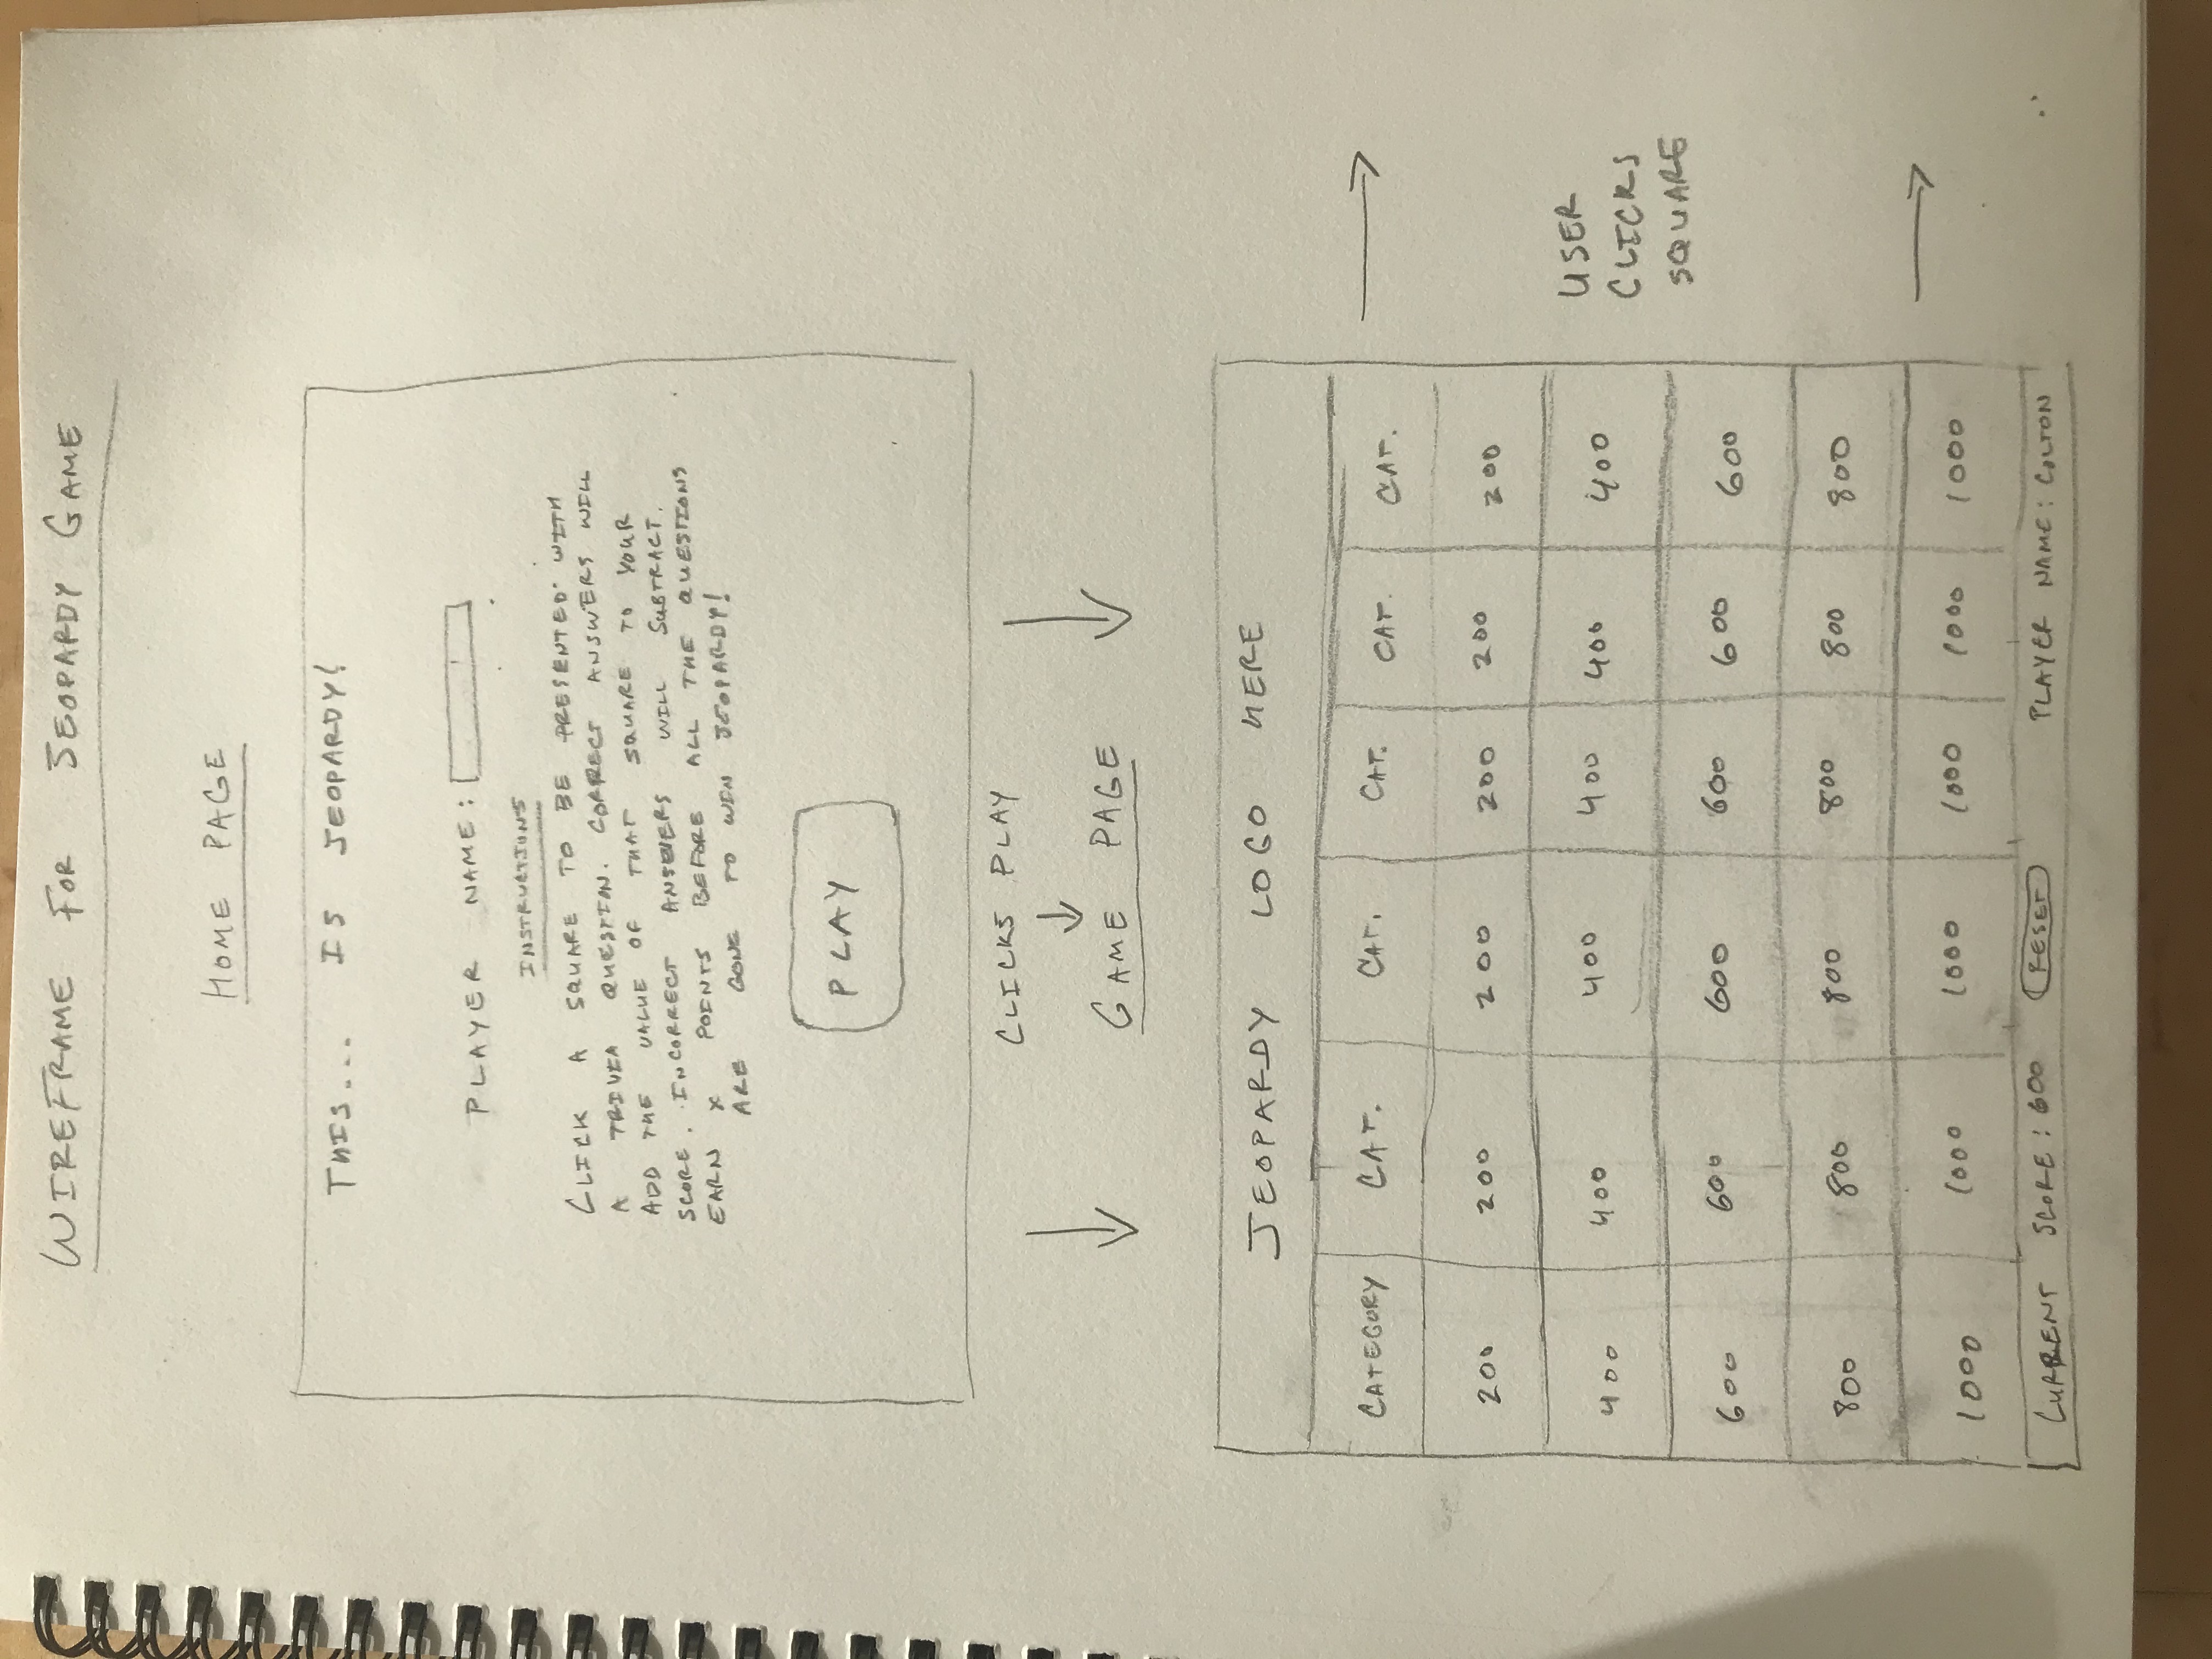 WIREFRAME FOR JEOPARDY GAME
HOME PAGE
THIS... IS JEOPARDY!
PLAYER NAME:
INSTRUCTIONS
CLICK A SQUARE TO BE PRESENTED WITH
A TRIVIA QUESTION. CORRECT ANSWERS WILL
ADD THE VALUE OF THAT SQUARE TO YOUR
SCORE. INCORRECT ANSWERS WILL SUBTRACT.
EARN X POINTS BEFORE ALL THE QUESTIONS
ARE GONE TO WIN JEOPARDY!
PLAY
CLICKS PLAY
GAME PAGE
JEOPARDY LOGO HERE
CATEGORY CAT. CAT. CAT. CAT. CAT.
200 200 200 200 200 200
400 400 400 400 400 400
600 600 600 600 600 600
800 800 800 800 800 800
1000 1000 1000 1000 1000 1000
CURRENT SCORE: 600 RESET PLAYER NAME: COLTON
USER
CLICKS
SQUARE